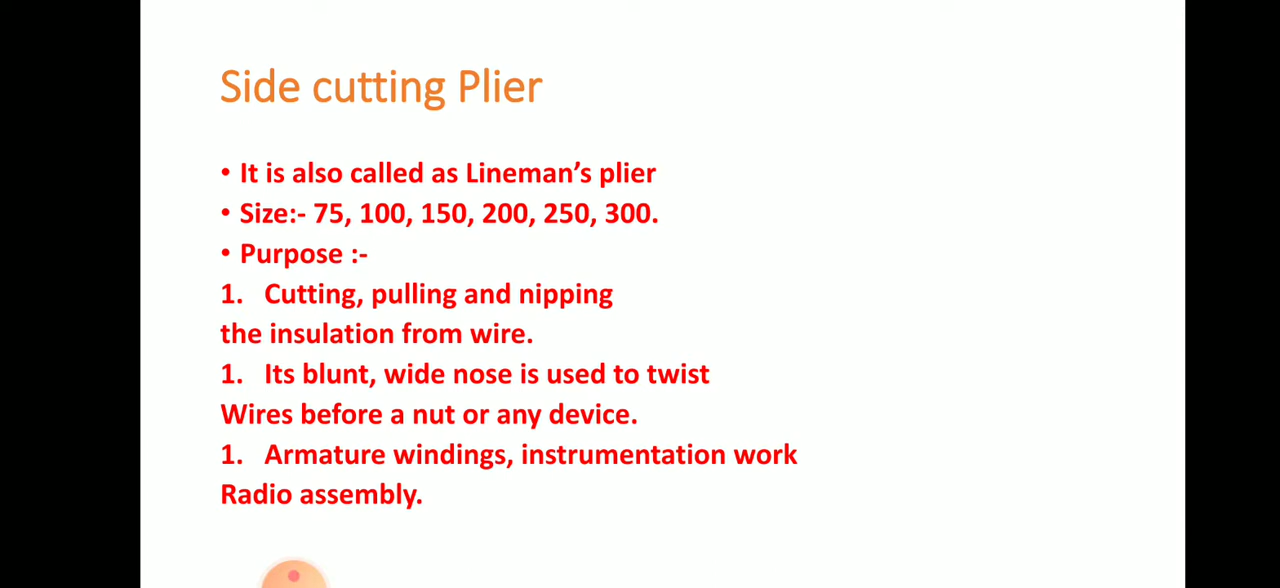 Side cutting Plier
• It is also called as Lineman’s plier
• Size:- 75, 100, 150, 200, 250, 300.
• Purpose :-
1. Cutting, pulling and nipping
the insulation from wire.
1. Its blunt, wide nose is used to twist
Wires before a nut or any device.
1. Armature windings, instrumentation work
Radio assembly.